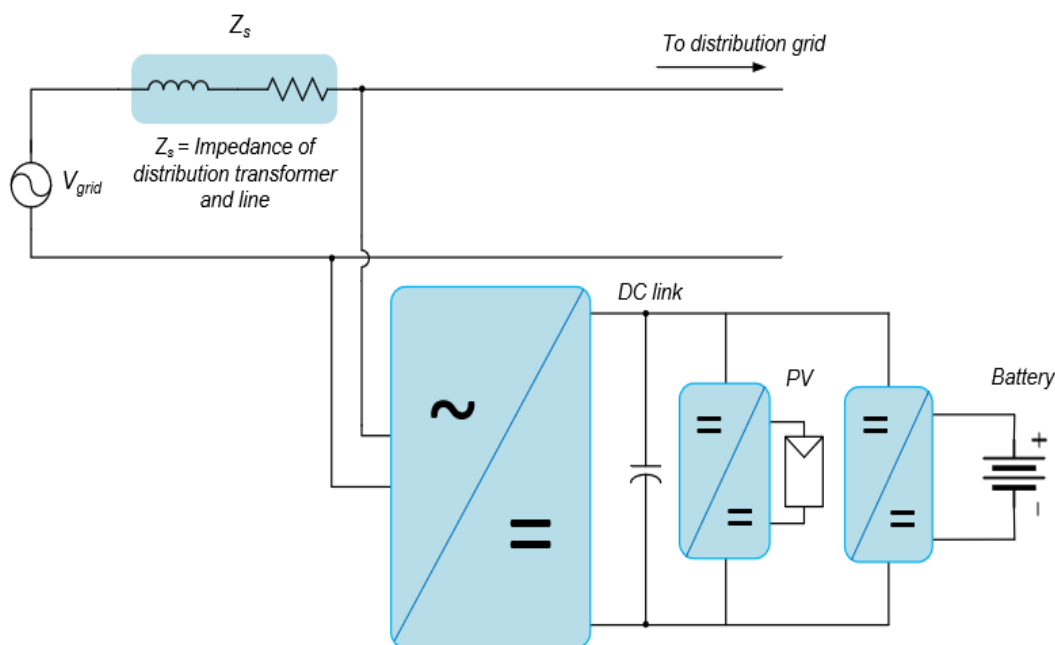 Zs
To distribution grid
Zs = Impedance of
distribution transformer
and line
Vgrid
DC link
PV
Battery
~
=
=
=
=
=
+
−